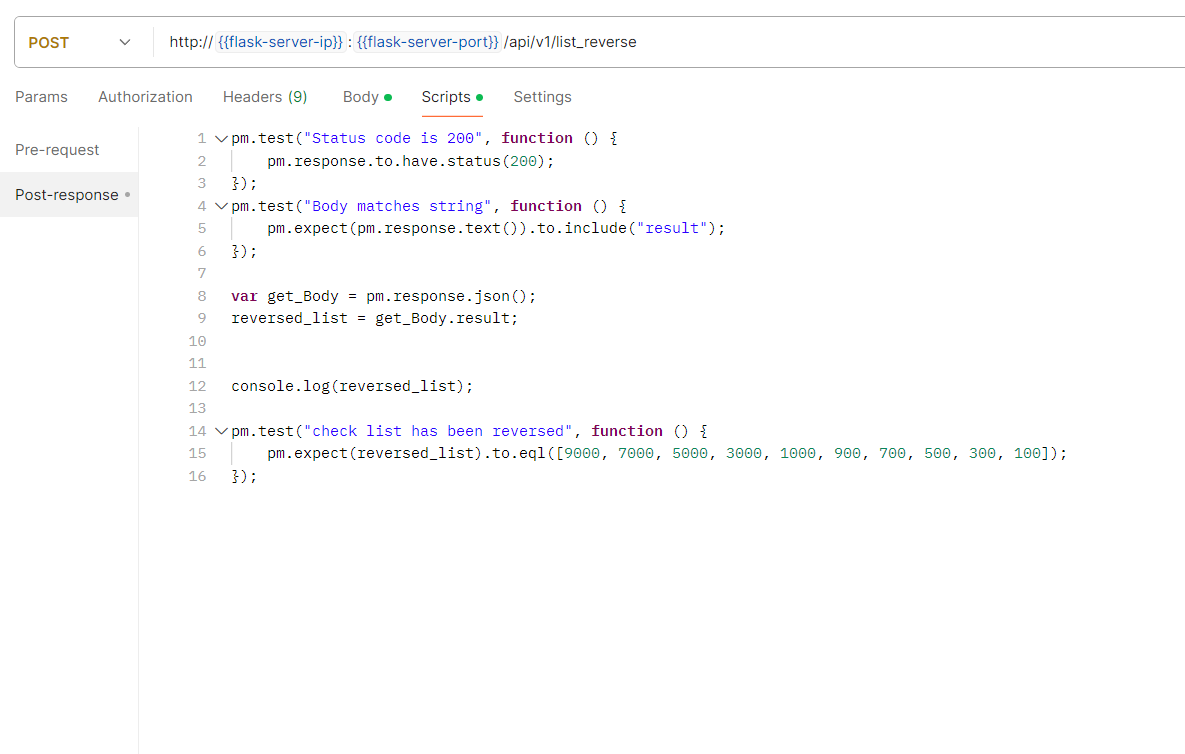 POST http://{{flask-server-ip}}:{{flask-server-port}}/api/v1/list_reverse
Params Authorization Headers (9) Body Scripts Settings
Pre-request
Post-response
1 pm.test("Status code is 200", function () {
2 pm.response.to.have.status(200);
3 });
4 pm.test("Body matches string", function () {
5 pm.expect(pm.response.text()).to.include("result");
6 });
7
8 var get_Body = pm.response.json();
9 reversed_list = get_Body.result;
10
11
12 console.log(reversed_list);
13
14 pm.test("check list has been reversed", function () {
15 pm.expect(reversed_list).to.eql([9000, 7000, 5000, 3000, 1000, 900, 700, 500, 300, 100]);
16 });